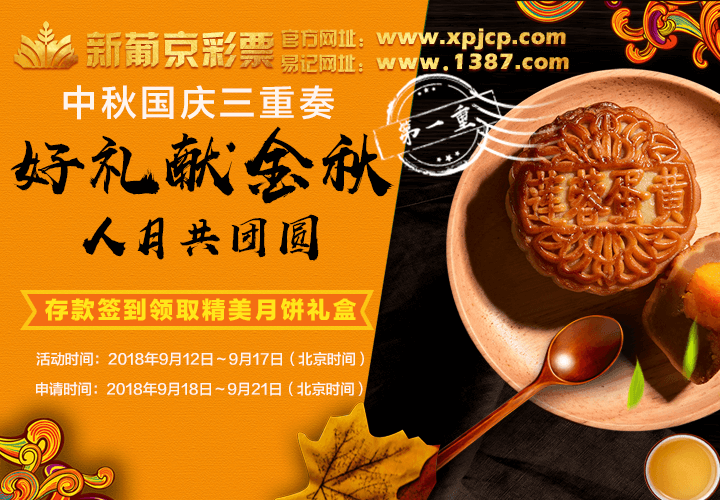 新葡京彩票 官方网址：www.xpjcp.com
易记网址：www.1387.com
中秋国庆三重奏
第一重
好礼献金秋
人月共团圆
莲蓉蛋黄
存款签到领取精美月饼礼盒
活动时间：2018年9月12日～9月17日（北京时间）
申请时间：2018年9月18日～9月21日（北京时间）